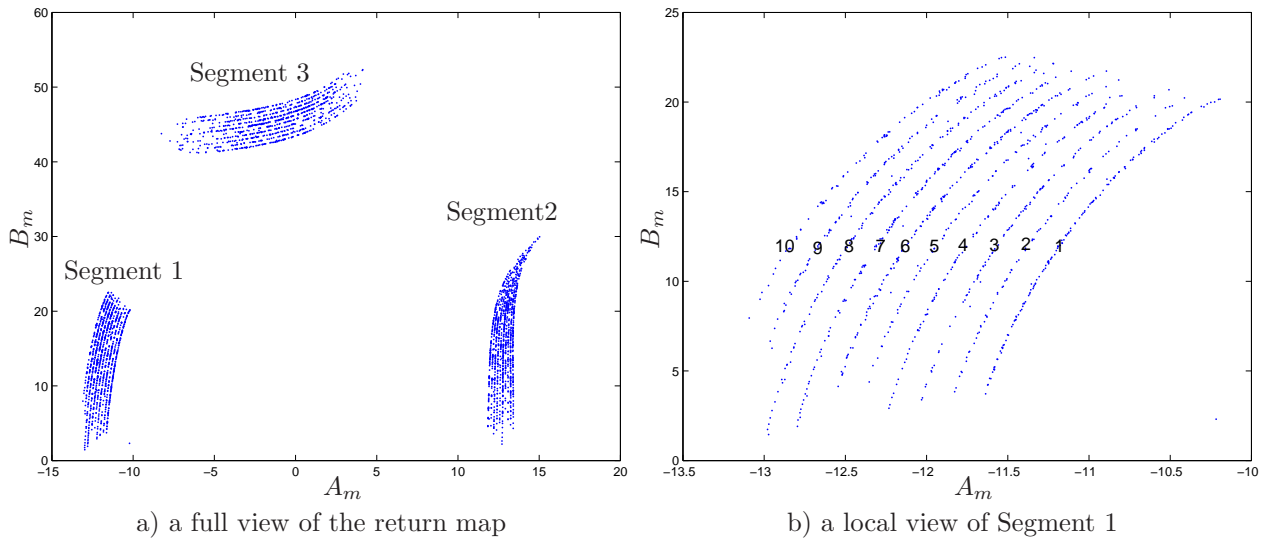 60
50
40
30
20
10
0
−15
−10
−5
0
5
10
15
20
B_m
A_m
Segment 3
Segment2
Segment 1
a) a full view of the return map
25
20
15
10
5
0
−13.5
−13
−12.5
−12
−11.5
−11
−10.5
−10
B_m
A_m
10 9 8 7 6 5 4 3 2 1
b) a local view of Segment 1